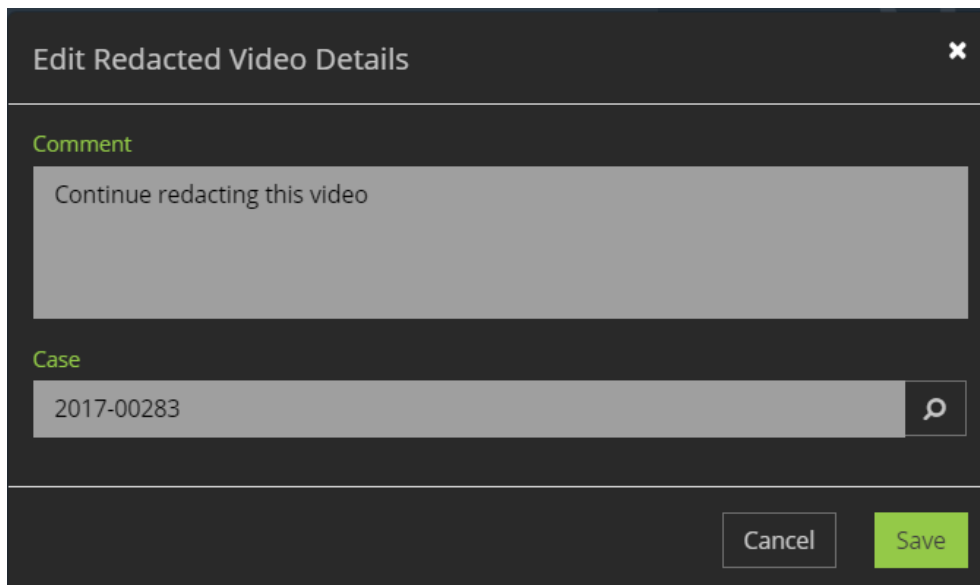 Edit Redacted Video Details
Comment
Continue redacting this video
Case
2017-00283
Cancel
Save